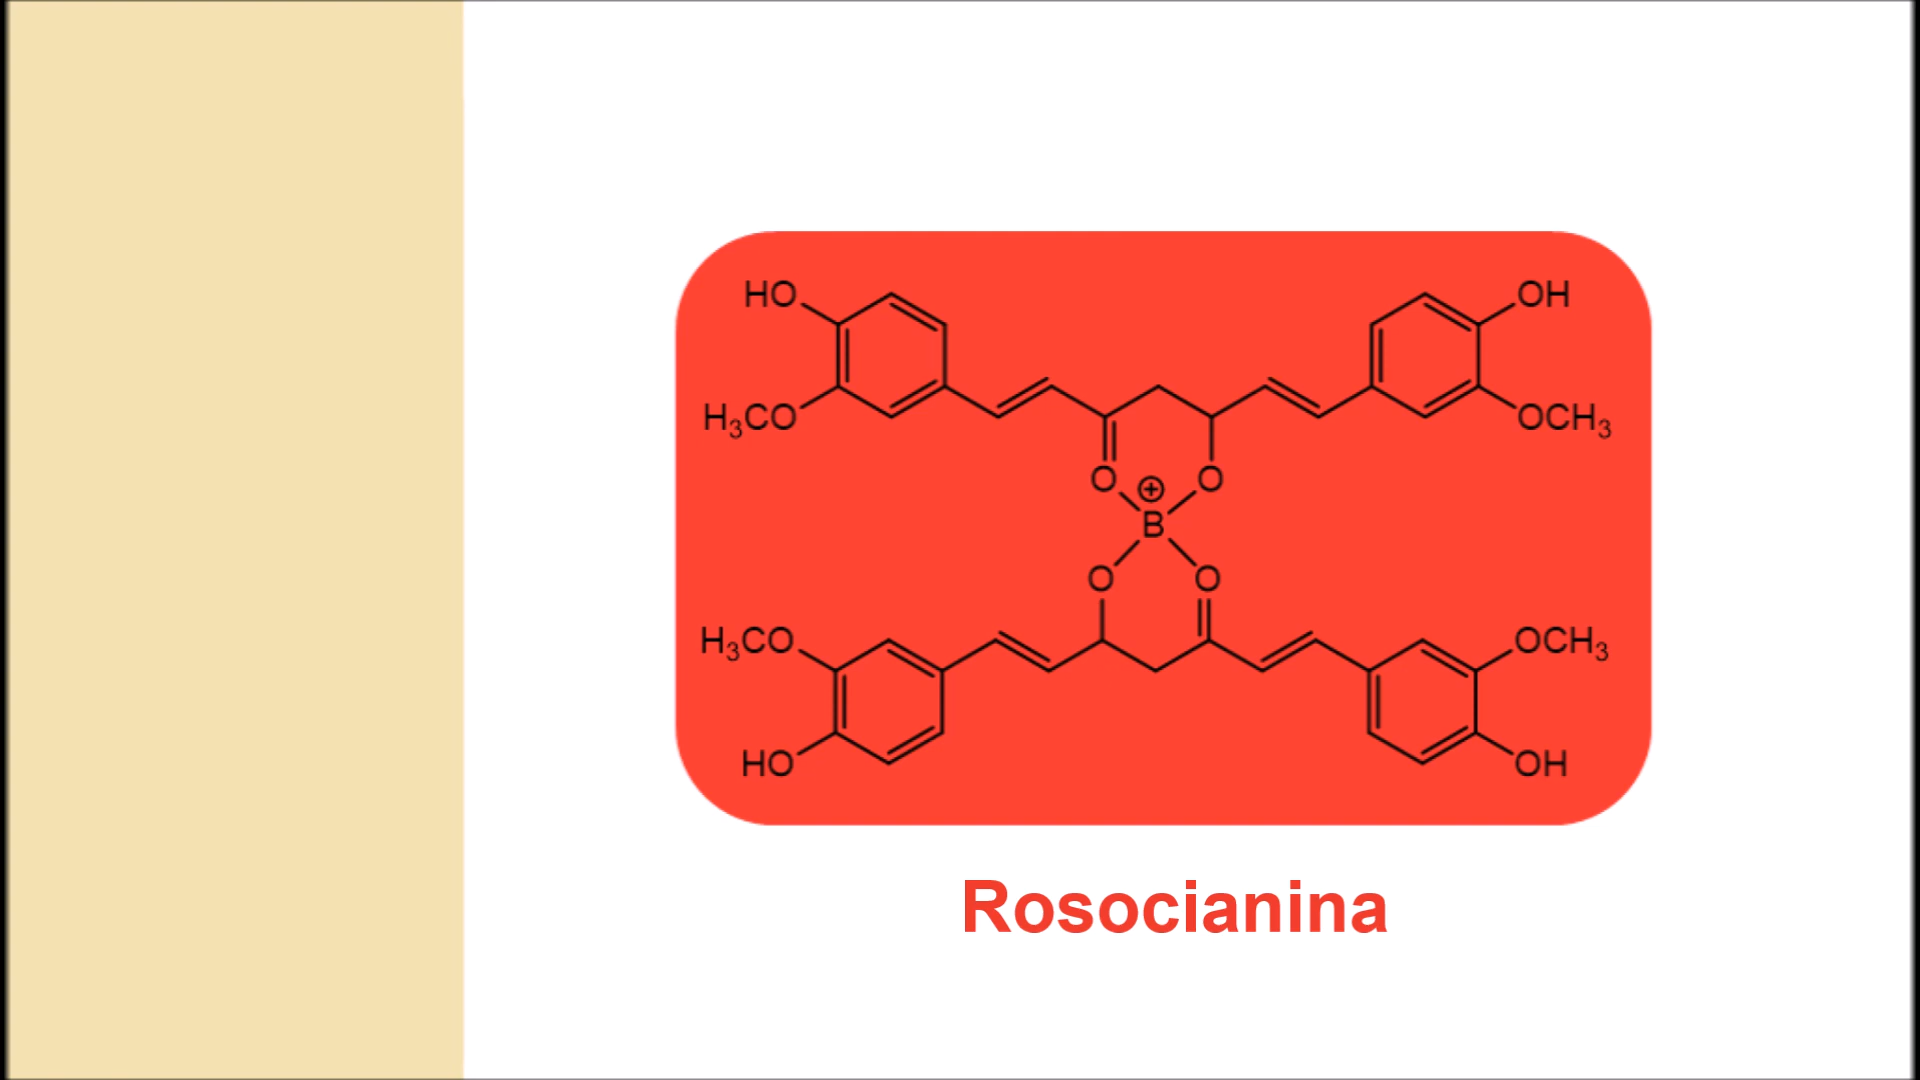 HO OH
H3CO OCH3
O ⊕ O
B
O O
H3CO OCH3
HO OH
Rosocianina